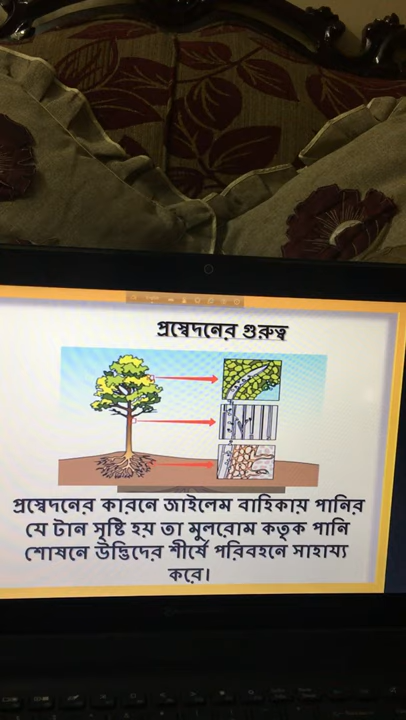 প্রস্বেদনের গুরুত্ব
প্রস্বেদনের কারনে জাইলেম বাহিকায় পানির
যে টান সৃষ্টি হয় তা মুলরোম কতৃক পানি
শোষনে উদ্ভিদের শীর্ষে পরিবহনে সাহায্য
করে।